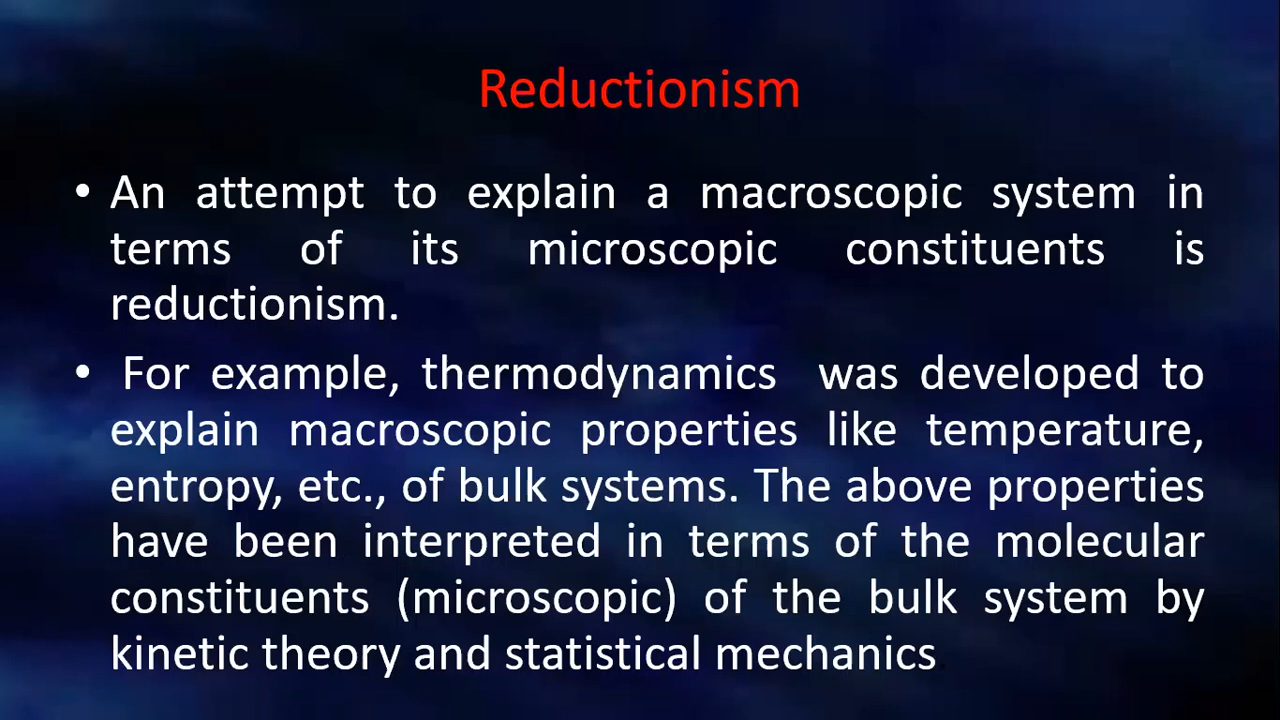 Reductionism
• An attempt to explain a macroscopic system in
terms of its microscopic constituents is
reductionism.
• For example, thermodynamics was developed to
explain macroscopic properties like temperature,
entropy, etc., of bulk systems. The above properties
have been interpreted in terms of the molecular
constituents (microscopic) of the bulk system by
kinetic theory and statistical mechanics